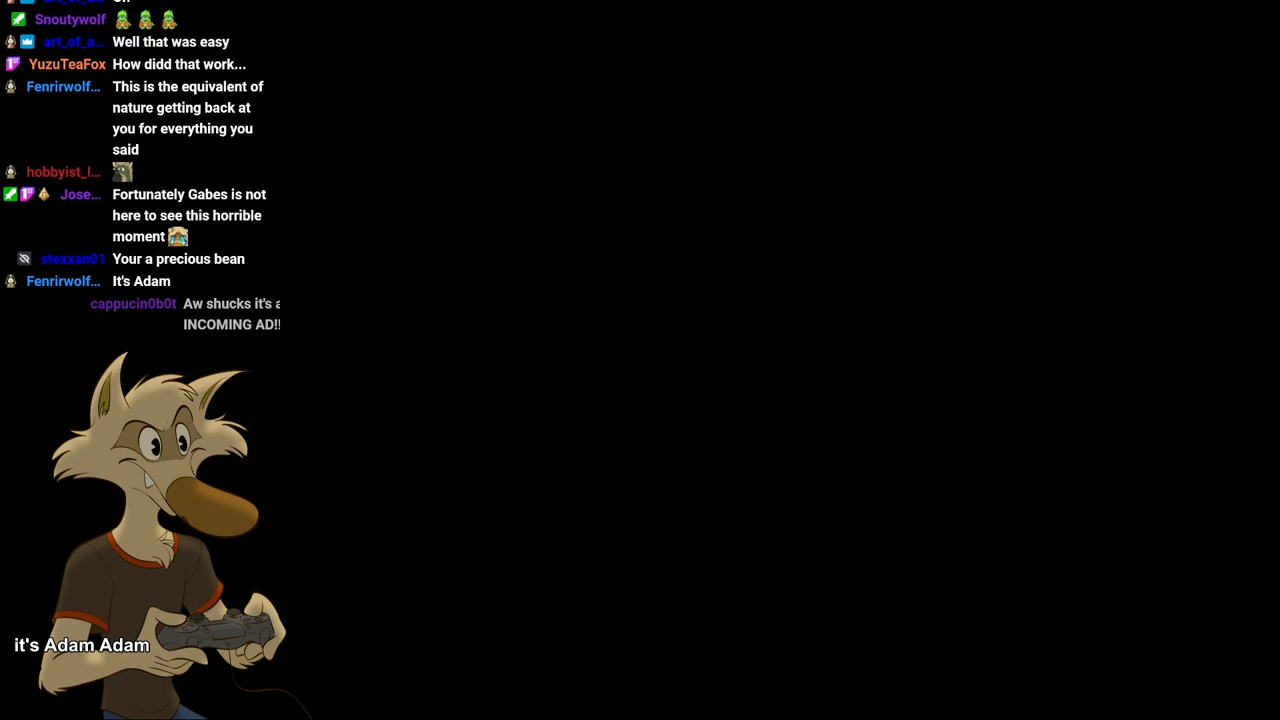 Snoutywolf
art_of_a... Well that was easy
YuzuTeaFox How didd that work...
Fenrirwolf... This is the equivalent of
nature getting back at
you for everything you
said
hobbyist_l...
Jose... Fortunately Gabes is not
here to see this horrible
moment
stexxan01 Your a precious bean
Fenrirwolf... It's Adam
cappucin0b0t Aw shucks it's a
INCOMING AD!!
it's Adam Adam